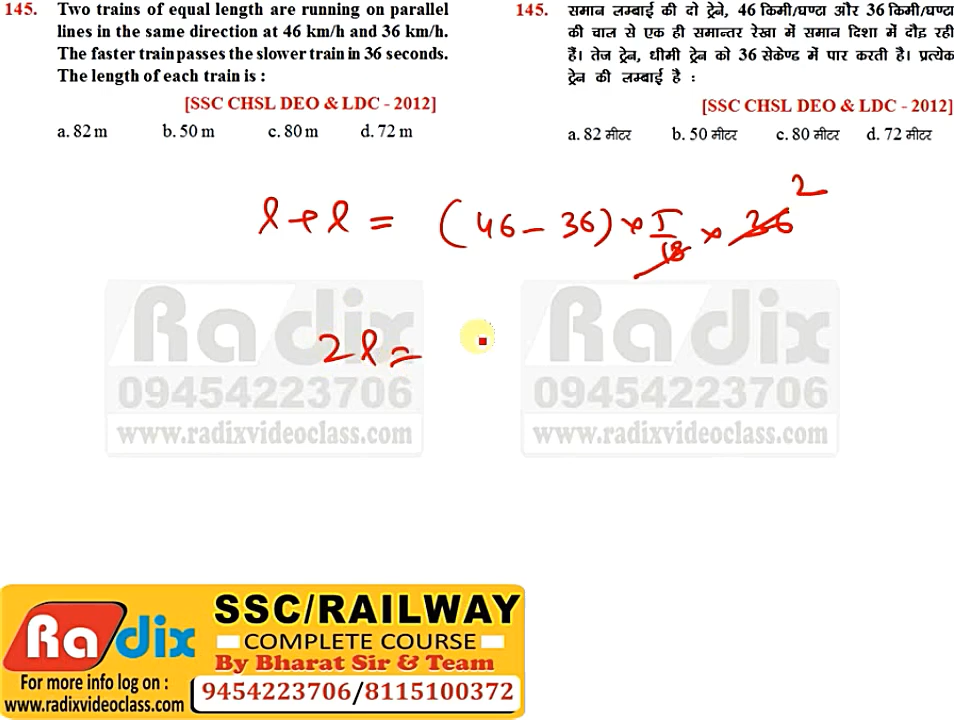 145. Two trains of equal length are running on parallel
lines in the same direction at 46 km/h and 36 km/h.
The faster train passes the slower train in 36 seconds.
The length of each train is :
[SSC CHSL DEO & LDC - 2012]
a. 82 m b. 50 m c. 80 m d. 72 m
145. समान लम्बाई की दो ट्रेने, 46 किमी/घण्टा और 36 किमी/घण्टा
की चाल से एक ही समान्तर रेखा में समान दिशा में दौड़ रही
हैं। तेज ट्रेन, धीमी ट्रेन को 36 सेकेण्ड में पार करती है। प्रत्येक
ट्रेन की लम्बाई है :
[SSC CHSL DEO & LDC - 2012]
a. 82 मीटर b. 50 मीटर c. 80 मीटर d. 72 मीटर
l + l = (46 - 36) × 5/18 × 36 2
2l =
Radix
09454223706
www.radixvideoclass.com
Radix
09454223706
www.radixvideoclass.com
Radix
For more info log on :
www.radixvideoclass.com
SSC/RAILWAY
COMPLETE COURSE
By Bharat Sir & Team
9454223706/8115100372